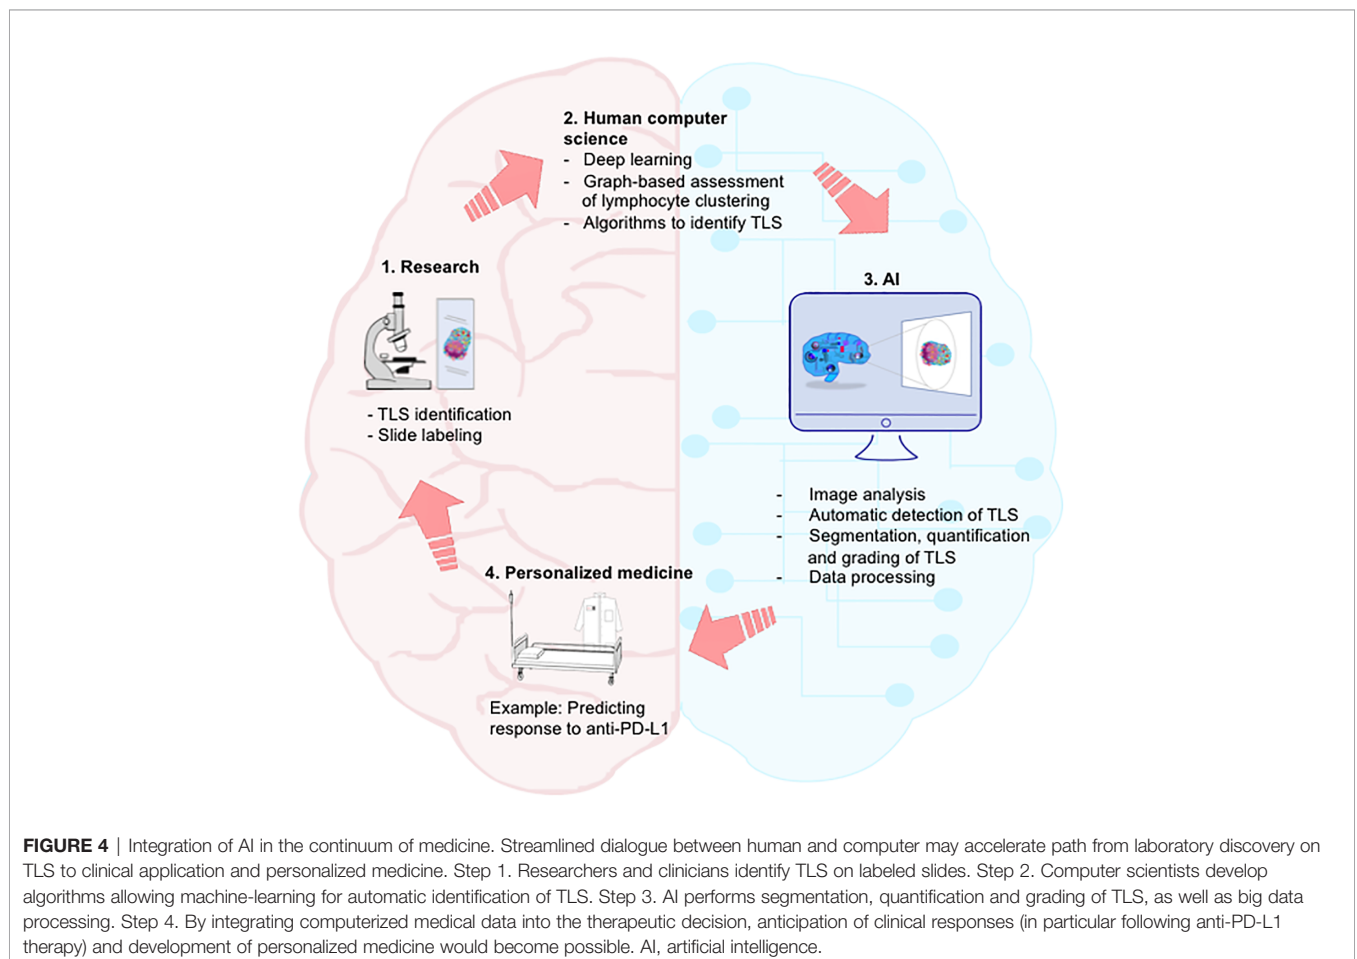 2. Human computer
science
- Deep learning
- Graph-based assessment
of lymphocyte clustering
- Algorithms to identify TLS
1. Research
- TLS identification
- Slide labeling
3. AI
- Image analysis
- Automatic detection of TLS
- Segmentation, quantification
and grading of TLS
- Data processing
4. Personalized medicine
Example: Predicting
response to anti-PD-L1
FIGURE 4 | Integration of AI in the continuum of medicine. Streamlined dialogue between human and computer may accelerate path from laboratory discovery on
TLS to clinical application and personalized medicine. Step 1. Researchers and clinicians identify TLS on labeled slides. Step 2. Computer scientists develop
algorithms allowing machine-learning for automatic identification of TLS. Step 3. AI performs segmentation, quantification and grading of TLS, as well as big data
processing. Step 4. By integrating computerized medical data into the therapeutic decision, anticipation of clinical responses (in particular following anti-PD-L1
therapy) and development of personalized medicine would become possible. AI, artificial intelligence.